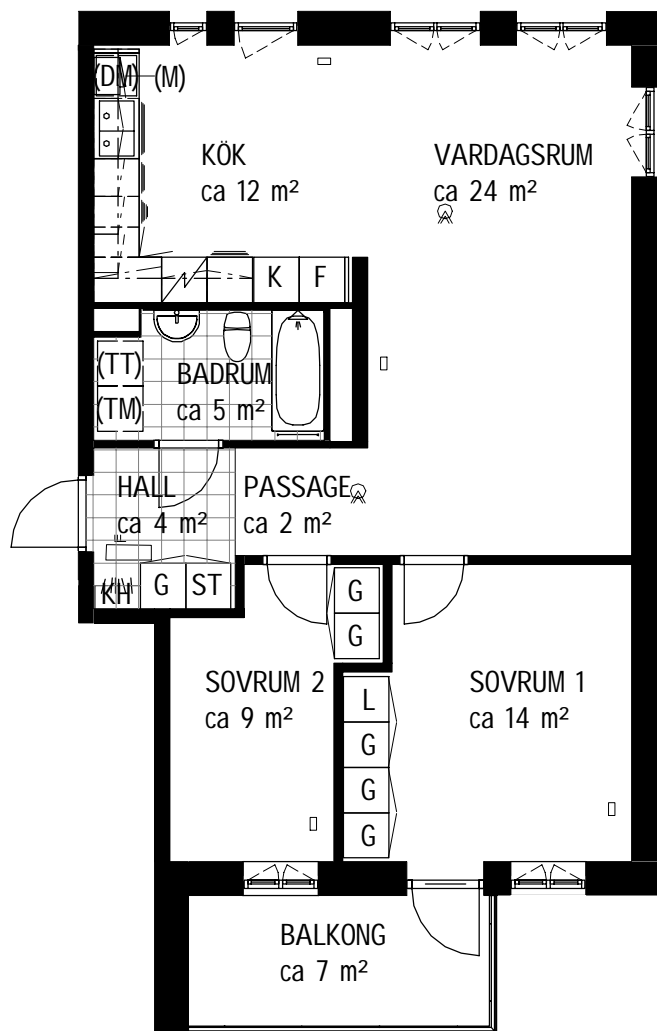 (DM) (M)
KÖK
ca 12 m²
VARDAGSRUM
ca 24 m²
K F
(TT)
(TM)
BADRUM
ca 5 m²
HALL
ca 4 m²
PASSAGE
ca 2 m²
KH G ST
G
G
SOVRUM 2
ca 9 m²
L
G
G
G
SOVRUM 1
ca 14 m²
BALKONG
ca 7 m²